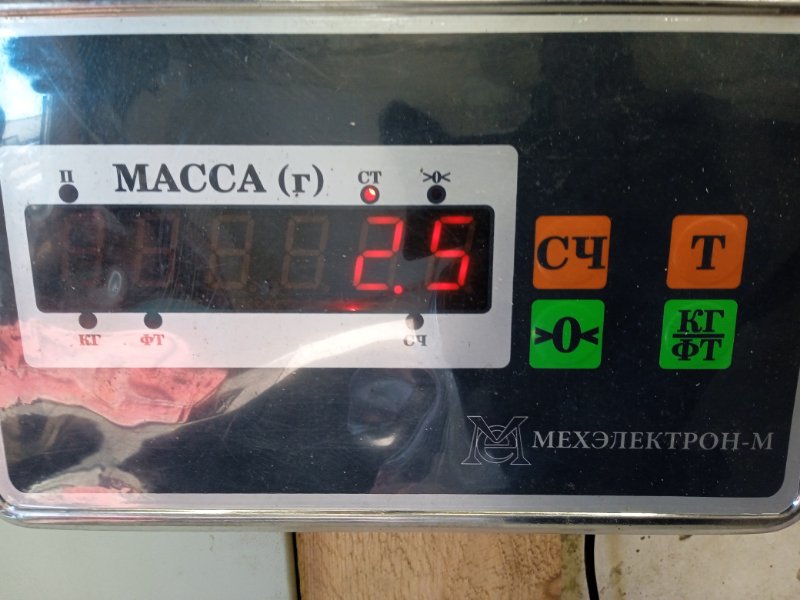 П МАССА (г) СТ >0<
2.5
КГ ФТ СЧ
СЧ Т
>0< КГ
ФТ
МЕХЭЛЕКТРОН-М